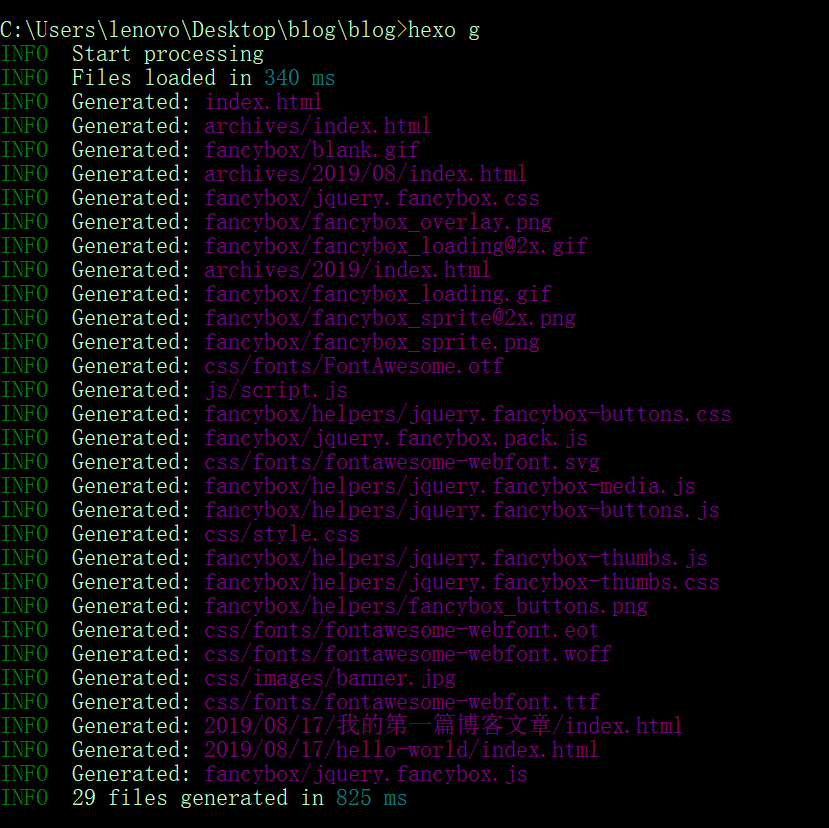 C:\Users\lenovo\Desktop\blog\blog>hexo g
INFO  Start processing
INFO  Files loaded in 340 ms
INFO  Generated: index.html
INFO  Generated: archives/index.html
INFO  Generated: fancybox/blank.gif
INFO  Generated: archives/2019/08/index.html
INFO  Generated: fancybox/jquery.fancybox.css
INFO  Generated: fancybox/fancybox_overlay.png
INFO  Generated: fancybox/fancybox_loading@2x.gif
INFO  Generated: archives/2019/index.html
INFO  Generated: fancybox/fancybox_loading.gif
INFO  Generated: fancybox/fancybox_sprite@2x.png
INFO  Generated: fancybox/fancybox_sprite.png
INFO  Generated: css/fonts/FontAwesome.otf
INFO  Generated: js/script.js
INFO  Generated: fancybox/helpers/jquery.fancybox-buttons.css
INFO  Generated: fancybox/jquery.fancybox.pack.js
INFO  Generated: css/fonts/fontawesome-webfont.svg
INFO  Generated: fancybox/helpers/jquery.fancybox-media.js
INFO  Generated: fancybox/helpers/jquery.fancybox-buttons.js
INFO  Generated: css/style.css
INFO  Generated: fancybox/helpers/jquery.fancybox-thumbs.js
INFO  Generated: fancybox/helpers/jquery.fancybox-thumbs.css
INFO  Generated: fancybox/helpers/fancybox_buttons.png
INFO  Generated: css/fonts/fontawesome-webfont.eot
INFO  Generated: css/fonts/fontawesome-webfont.woff
INFO  Generated: css/images/banner.jpg
INFO  Generated: css/fonts/fontawesome-webfont.ttf
INFO  Generated: 2019/08/17/我的第一篇博客文章/index.html
INFO  Generated: 2019/08/17/hello-world/index.html
INFO  Generated: fancybox/jquery.fancybox.js
INFO  29 files generated in 825 ms